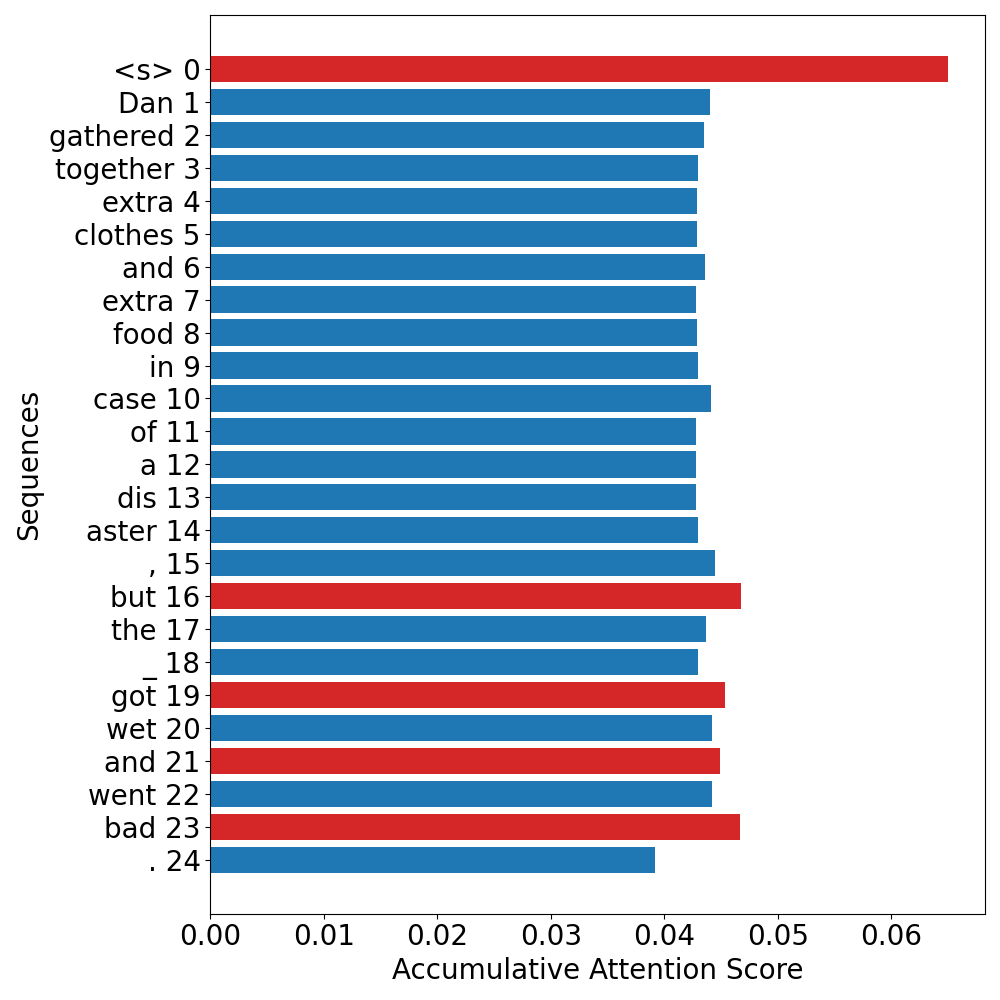 <s> 0
Dan 1
gathered 2
together 3
extra 4
clothes 5
and 6
extra 7
food 8
in 9
case 10
of 11
a 12
dis 13
aster 14
, 15
but 16
the 17
_ 18
got 19
wet 20
and 21
went 22
bad 23
. 24
Sequences
0.00 0.01 0.02 0.03 0.04 0.05 0.06
Accumulative Attention Score